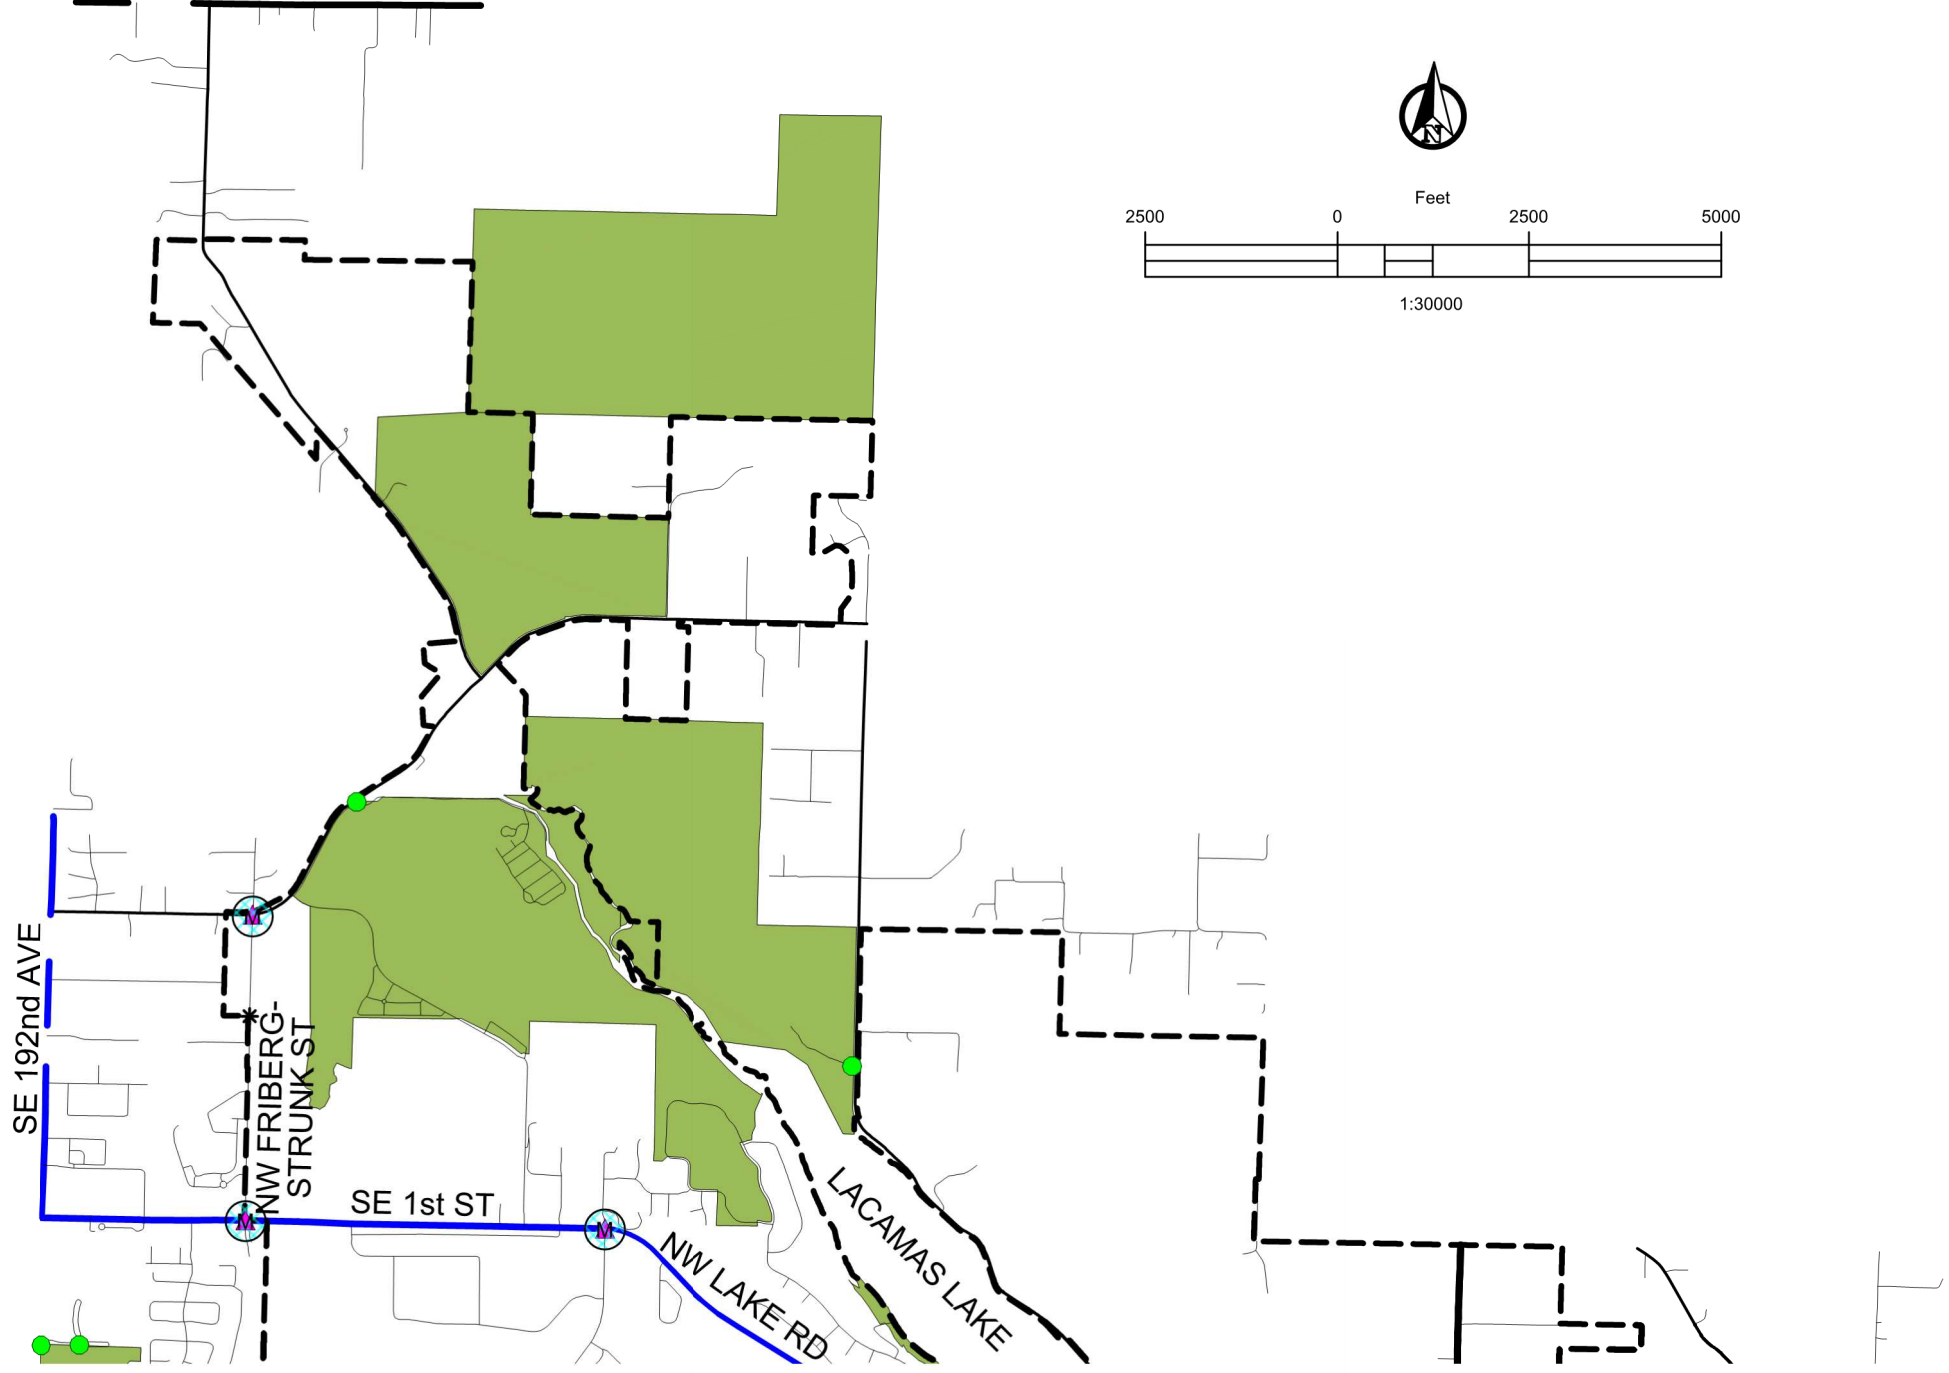 N
Feet
2500 0 2500 5000
1:30000
M
SE 192nd AVE
NW FRIBERG-
STRUNK ST
M
SE 1st ST
M
NW LAKE RD
LACAMAS LAKE